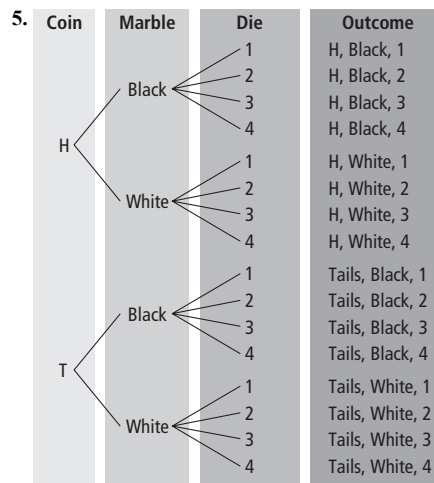 5. Coin Marble Die Outcome
1 H, Black, 1
2 H, Black, 2
Black
3 H, Black, 3
4 H, Black, 4
H
1 H, White, 1
2 H, White, 2
White
3 H, White, 3
4 H, White, 4
1 Tails, Black, 1
2 Tails, Black, 2
Black
3 Tails, Black, 3
4 Tails, Black, 4
T
1 Tails, White, 1
2 Tails, White, 2
White
3 Tails, White, 3
4 Tails, White, 4